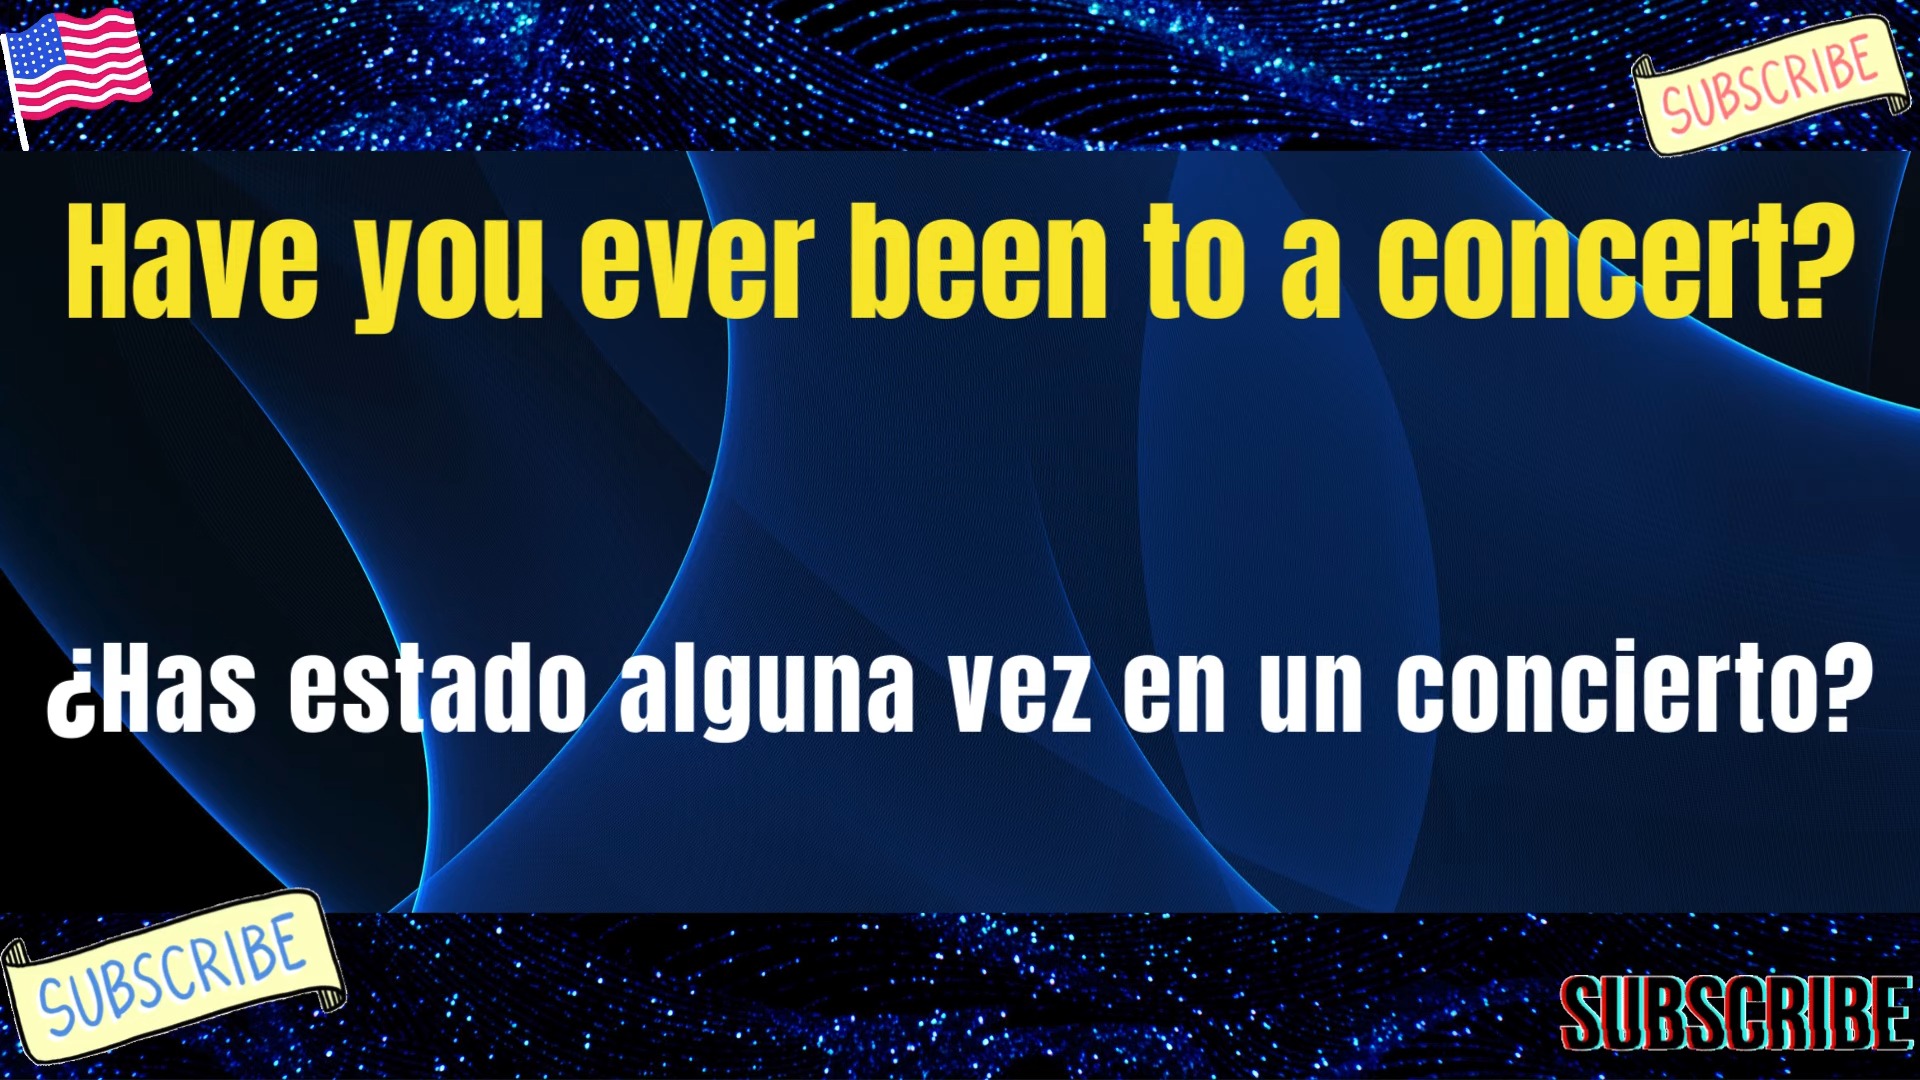 SUBSCRIBE
Have you ever been to a concert?
¿Has estado alguna vez en un concierto?
SUBSCRIBE
SUBSCRIBE